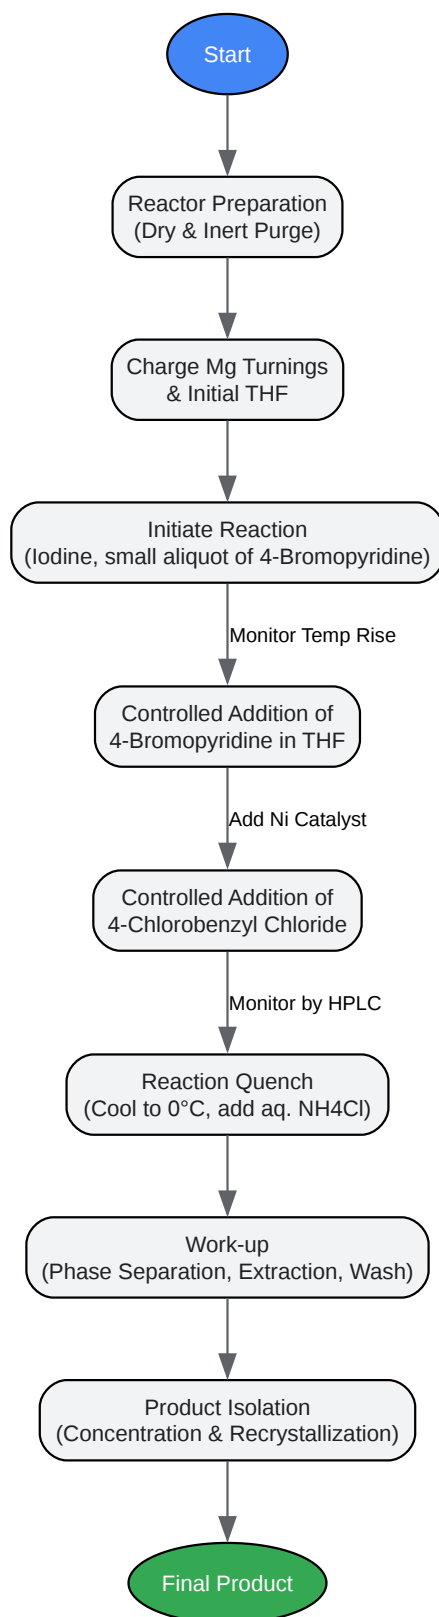 Start
Reactor Preparation
(Dry & Inert Purge)
Charge Mg Turnings
& Initial THF
Initiate Reaction
(Iodine, small aliquot of 4-Bromopyridine)
Monitor Temp Rise
Controlled Addition of
4-Bromopyridine in THF
Add Ni Catalyst
Controlled Addition of
4-Chlorobenzyl Chloride
Monitor by HPLC
Reaction Quench
(Cool to 0°C, add aq. NH4Cl)
Work-up
(Phase Separation, Extraction, Wash)
Product Isolation
(Concentration & Recrystallization)
Final Product